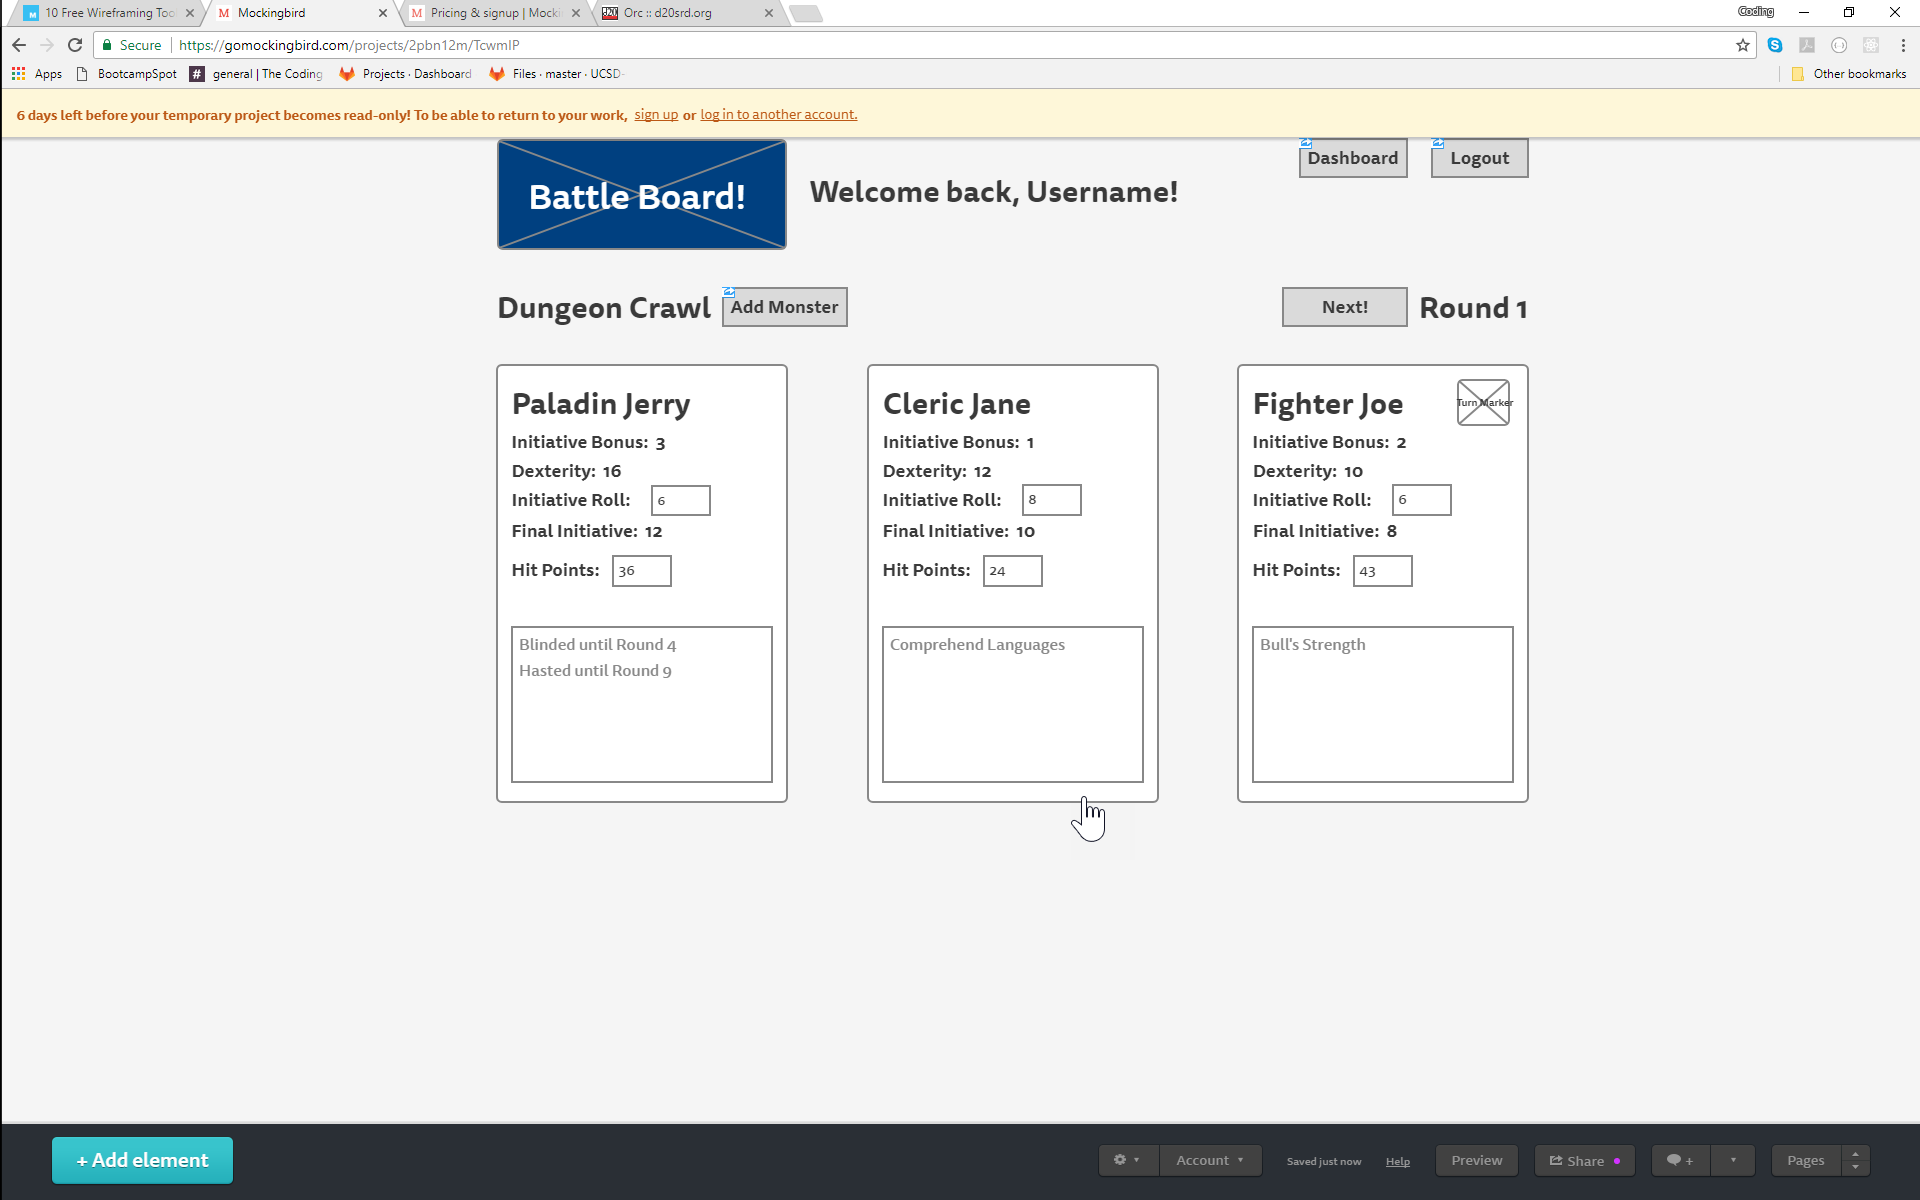 10 Free Wireframing Too
Mockingbird
Pricing & signup | Mocki
Orc :: d20srd.org
Coding
Secure
https://gomockingbird.com/projects/2pbn12m/TcwmIP
Apps
BootcampSpot
general | The Coding
Projects · Dashboard
Files · master · UCSD-
Other bookmarks
6 days left before your temporary project becomes read-only! To be able to return to your work, sign up or log in to another account.
Battle Board!
Welcome back, Username!
Dashboard
Logout
Dungeon Crawl
Add Monster
Next!
Round 1
Paladin Jerry
Initiative Bonus: 3
Dexterity: 16
Initiative Roll: 6
Final Initiative: 12
Hit Points: 36
Blinded until Round 4
Hasted until Round 9
Cleric Jane
Initiative Bonus: 1
Dexterity: 12
Initiative Roll: 8
Final Initiative: 10
Hit Points: 24
Comprehend Languages
Fighter Joe
Turn Marker
Initiative Bonus: 2
Dexterity: 10
Initiative Roll: 6
Final Initiative: 8
Hit Points: 43
Bull's Strength
+ Add element
Account
Saved just now
Help
Preview
Share
+
Pages